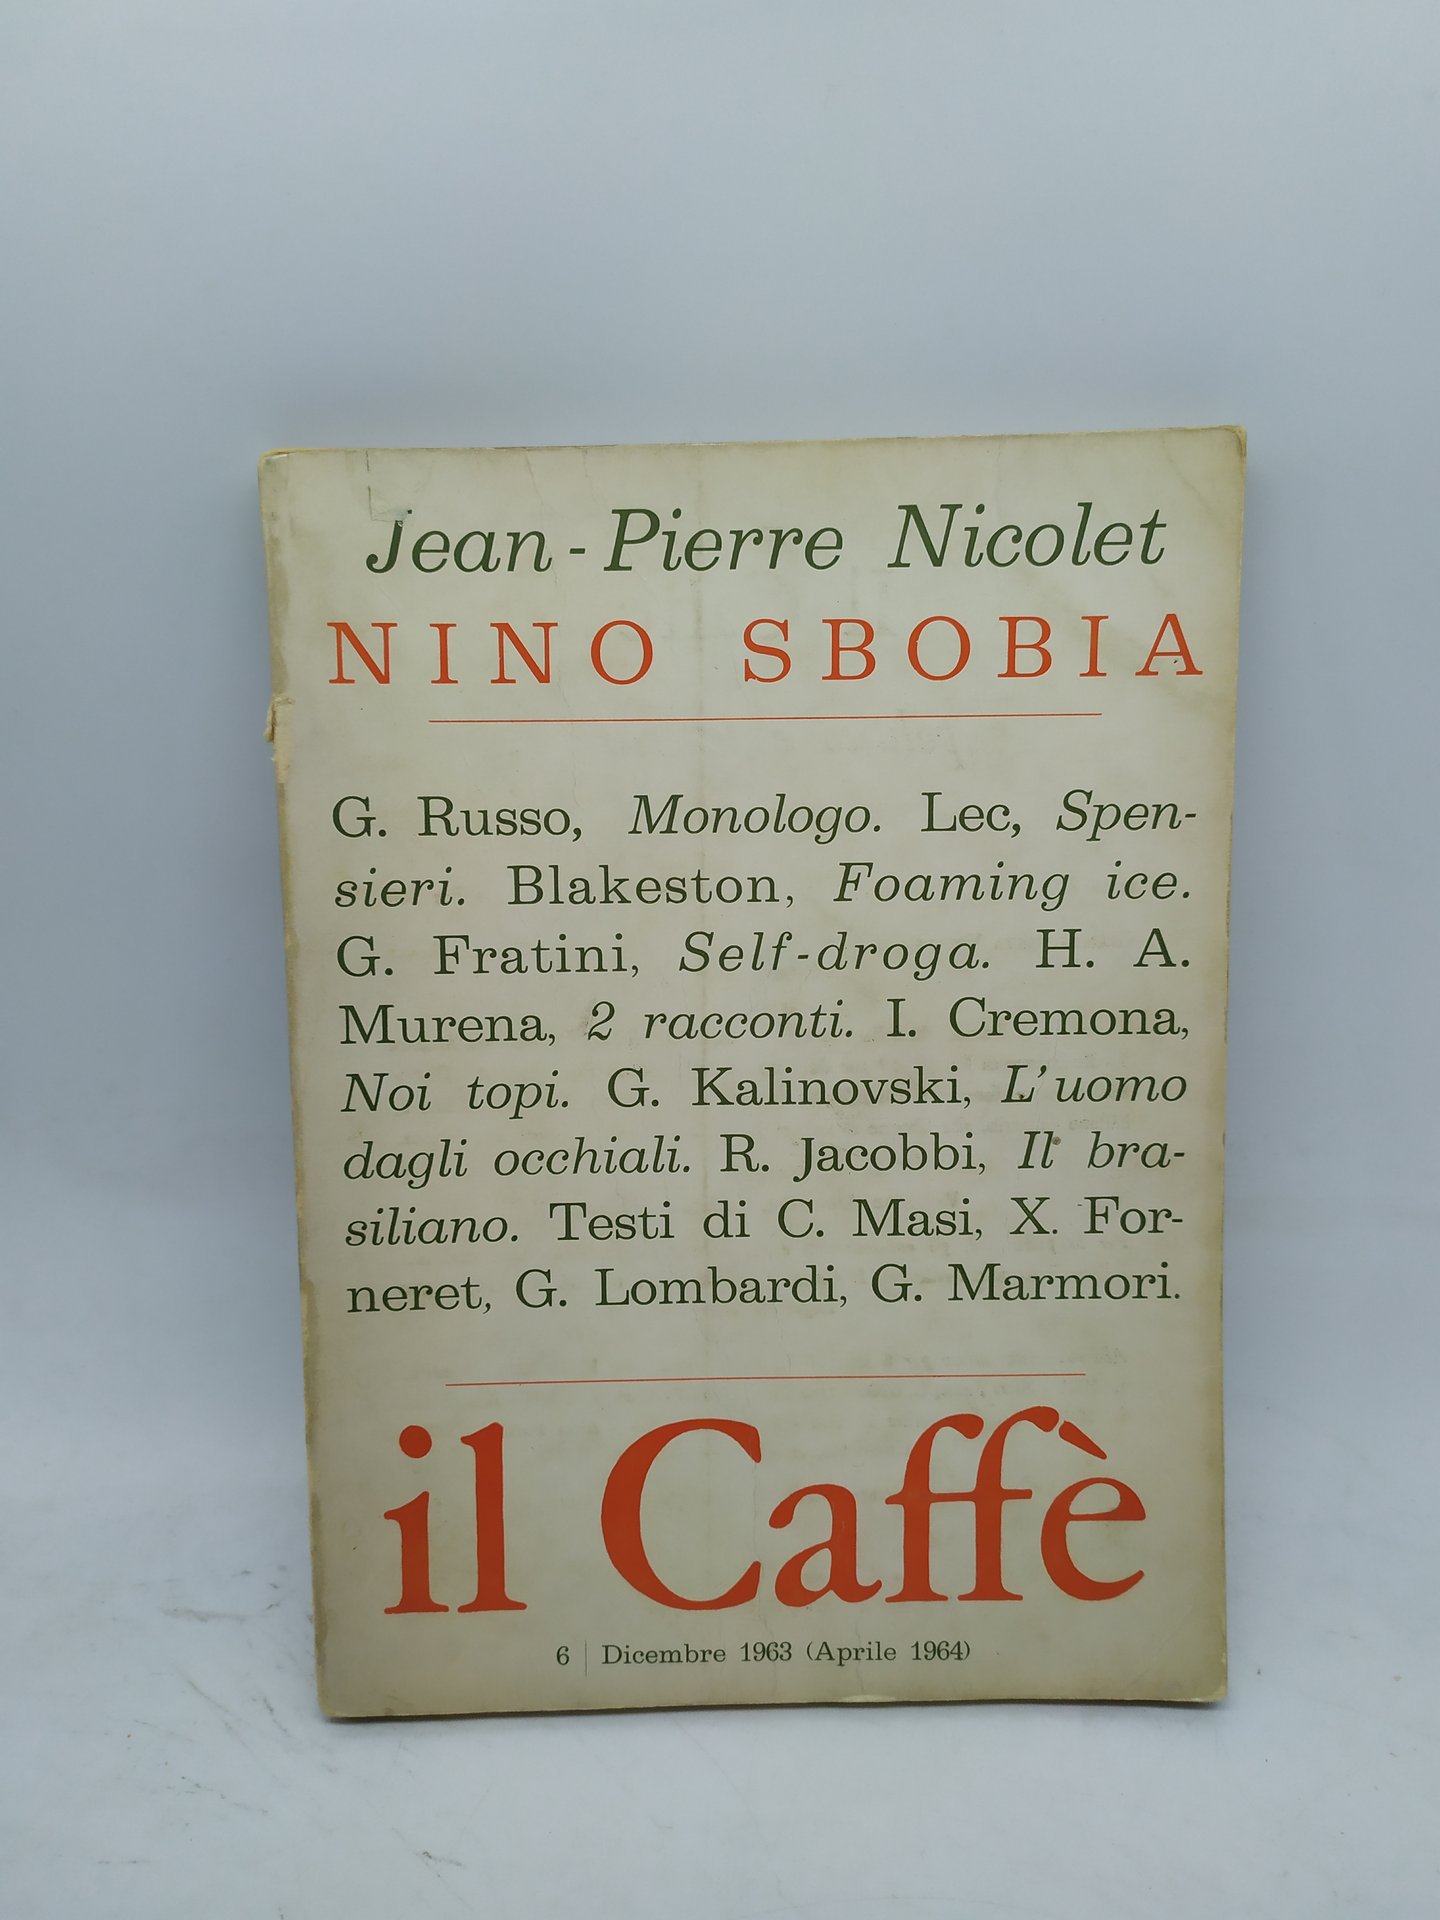 Jean-Pierre Nicolet
NINO SBOBIA
G. Russo, Monologo. Lec, Spen-
sieri. Blakeston, Foaming ice.
G. Fratini, Self-droga. H. A.
Murena, 2 racconti. I. Cremona,
Noi topi. G. Kalinovski, L'uomo
dagli occhiali. R. Jacobbi, Il bra-
siliano. Testi di C. Masi, X. For-
neret, G. Lombardi, G. Marmori.
il Caffè
6 | Dicembre 1963 (Aprile 1964)